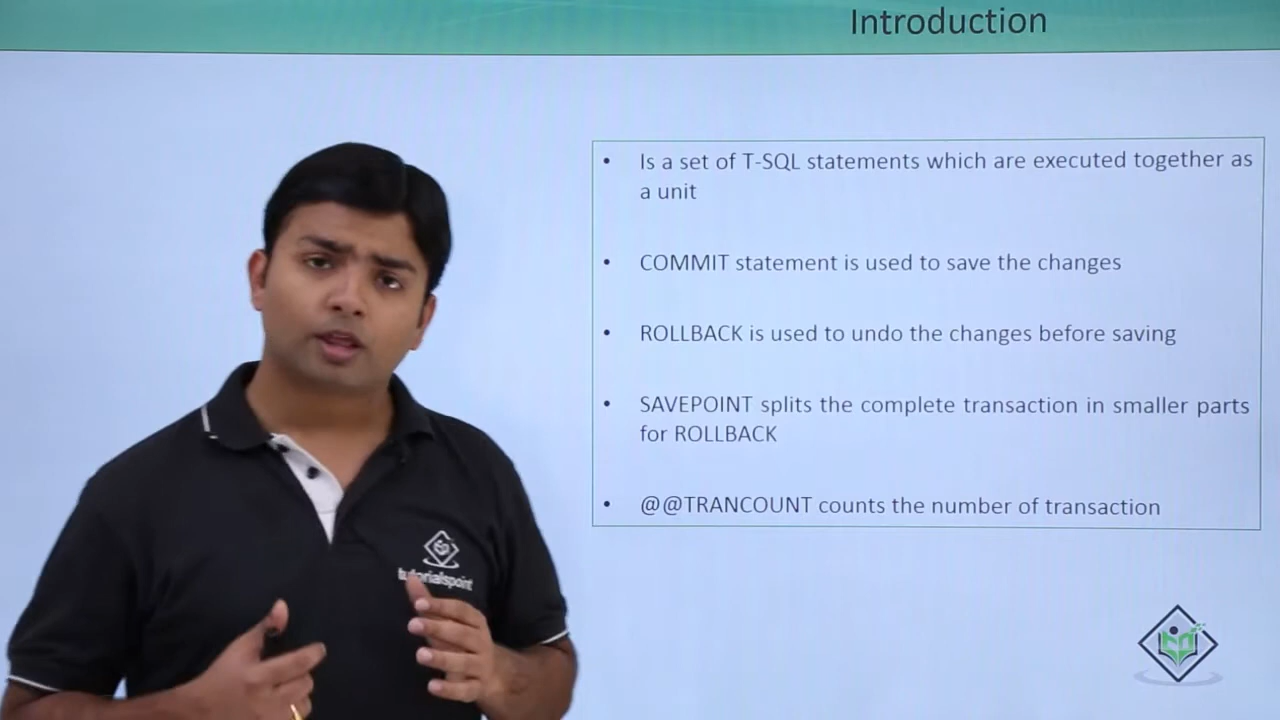 Introduction
• Is a set of T-SQL statements which are executed together as
a unit
• COMMIT statement is used to save the changes
• ROLLBACK is used to undo the changes before saving
• SAVEPOINT splits the complete transaction in smaller parts
for ROLLBACK
• @@TRANCOUNT counts the number of transaction
tutorialspoint